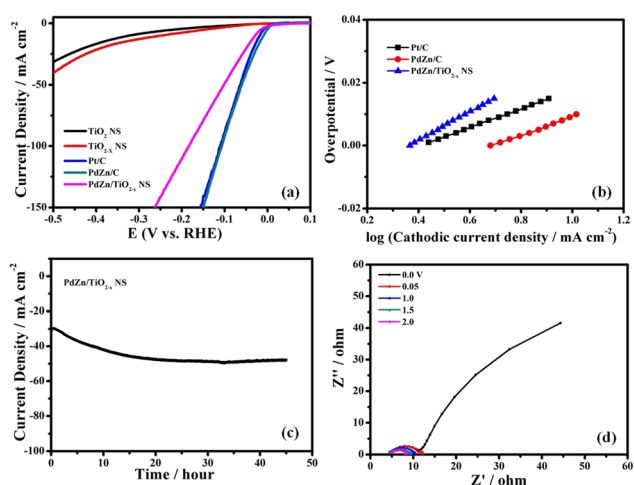 0
-50
-100
-150
-0.5 -0.4 -0.3 -0.2 -0.1 0.0 0.1
Current Density / mA cm-2
E (V vs. RHE)
TiO2 NS
TiO2-X NS
Pt/C
PdZn/C
PdZn/TiO2-x NS
(a)
0.04
0.02
0.00
-0.02
0.2 0.4 0.6 0.8 1.0 1.2
Overpotential / V
log (Cathodic current density / mA cm-2)
Pt/C
PdZn/C
PdZn/TiO2-x NS
(b)
20
0
-20
-40
-60
-80
-100
0 10 20 30 40 50
Current Density / mA cm-2
Time / hour
PdZn/TiO2-x NS
(c)
60
50
40
30
20
10
0
0 10 20 30 40 50 60
Z'' / ohm
Z' / ohm
0.0 V
0.05
1.0
1.5
2.0
(d)